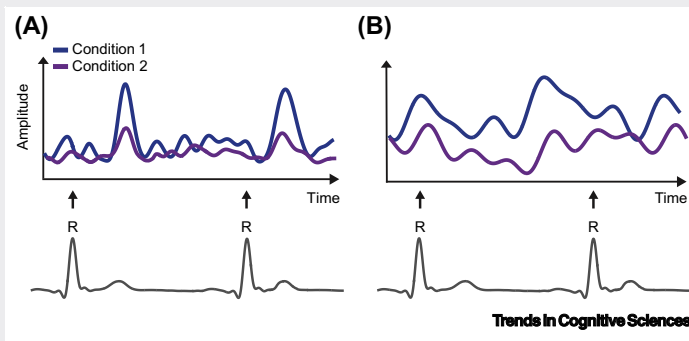 (A)
Condition 1
Condition 2
Amplitude
Time
R
R
(B)
Time
R
R
Trends in Cognitive Sciences